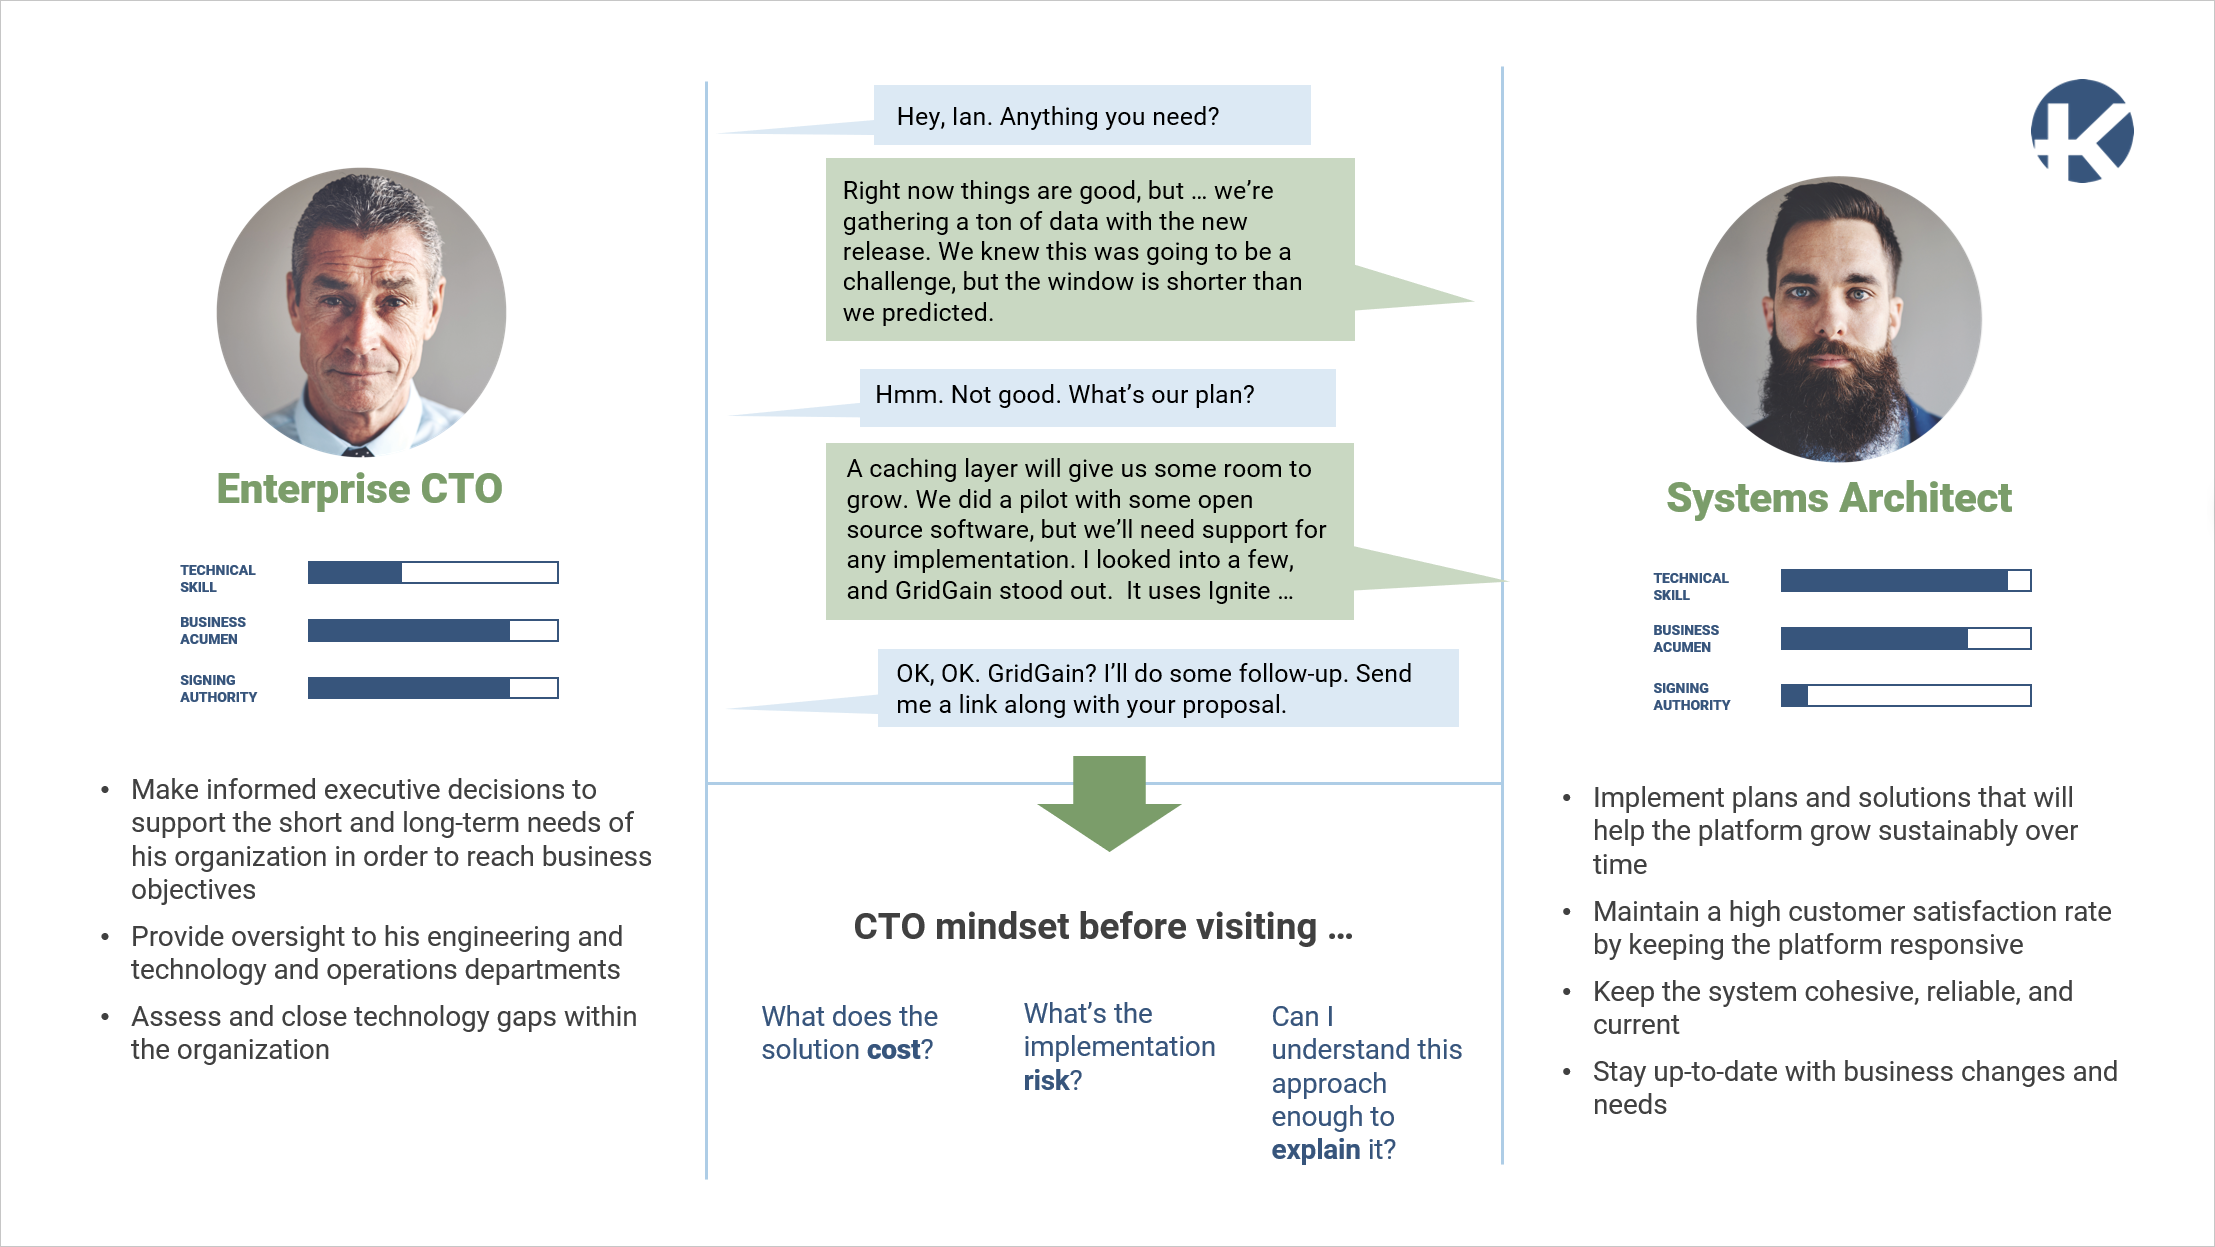 Enterprise CTO
TECHNICAL
SKILL
BUSINESS
ACUMEN
SIGNING
AUTHORITY
• Make informed executive decisions to
support the short and long-term needs of
his organization in order to reach business
objectives
• Provide oversight to his engineering and
technology and operations departments
• Assess and close technology gaps within
the organization
Hey, Ian. Anything you need?
Right now things are good, but … we’re
gathering a ton of data with the new
release. We knew this was going to be a
challenge, but the window is shorter than
we predicted.
Hmm. Not good. What’s our plan?
A caching layer will give us some room to
grow. We did a pilot with some open
source software, but we’ll need support for
any implementation. I looked into a few,
and GridGain stood out.  It uses Ignite …
OK, OK. GridGain? I’ll do some follow-up. Send
me a link along with your proposal.
CTO mindset before visiting …
What does the
solution cost?
What’s the
implementation
risk?
Can I
understand this
approach
enough to
explain it?
K
Systems Architect
TECHNICAL
SKILL
BUSINESS
ACUMEN
SIGNING
AUTHORITY
• Implement plans and solutions that will
help the platform grow sustainably over
time
• Maintain a high customer satisfaction rate
by keeping the platform responsive
• Keep the system cohesive, reliable, and
current
• Stay up-to-date with business changes and
needs